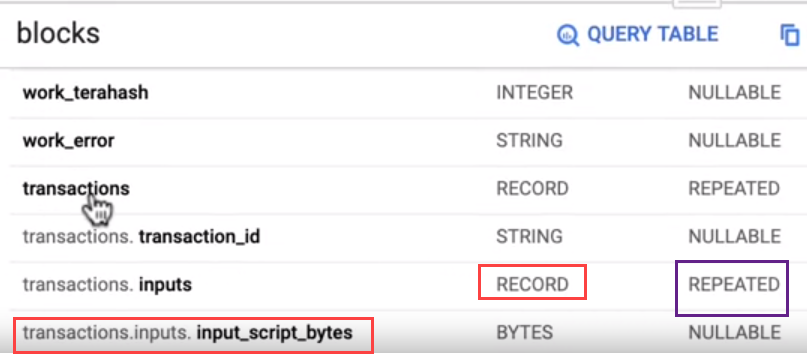 blocks QUERY TABLE
work_terahash INTEGER NULLABLE
work_error STRING NULLABLE
transactions RECORD REPEATED
transactions. transaction_id STRING NULLABLE
transactions. inputs RECORD REPEATED
transactions.inputs. input_script_bytes BYTES NULLABLE